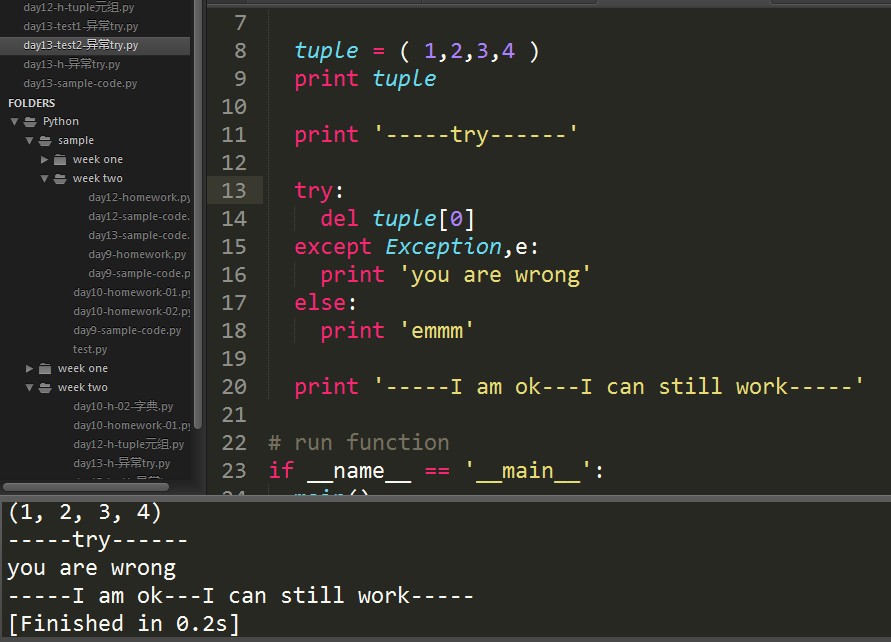 day12-h-tuple元组.py
day13-test1-异常try.py
day13-test2-异常try.py
day13-h-异常try.py
day13-sample-code.py
FOLDERS
Python
sample
week one
week two
day12-homework.py
day12-sample-code.
day13-sample-code.
day9-homework.py
day9-sample-code.p
day10-homework-01.py
day10-homework-02.py
day9-sample-code.py
test.py
week one
week two
day10-h-02-字典.py
day10-homework-01.py
day12-h-tuple元组.py
day13-h-异常try.py
7
8 tuple = ( 1,2,3,4 )
9 print tuple
10
11 print '-----try------'
12
13 try:
14 del tuple[0]
15 except Exception,e:
16 print 'you are wrong'
17 else:
18 print 'emmm'
19
20 print '-----I am ok---I can still work-----'
21
22 # run function
23 if __name__ == '__main__':
24 main()
(1, 2, 3, 4)
-----try------
you are wrong
-----I am ok---I can still work-----
[Finished in 0.2s]